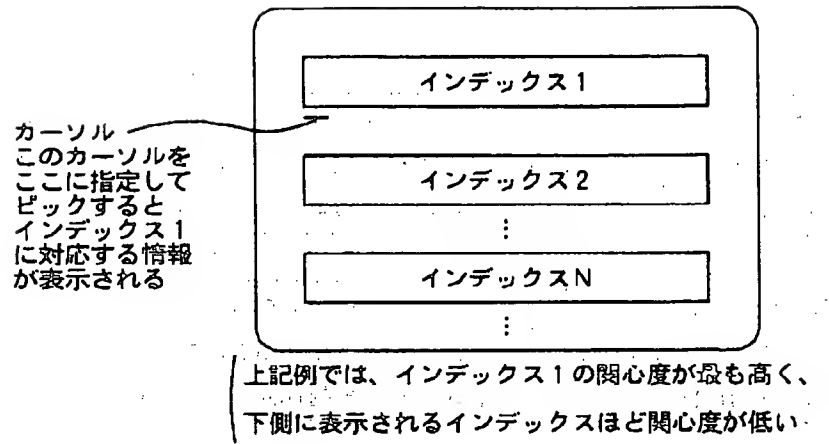 インデックス1
カーソル
このカーソルを
ここに指定して
ピックすると
インデックス1
に対応する情報
が表示される
インデックス2
⋮
インデックスN
⋮
上記例では、インデックス1の関心度が最も高く、
下側に表示されるインデックスほど関心度が低い